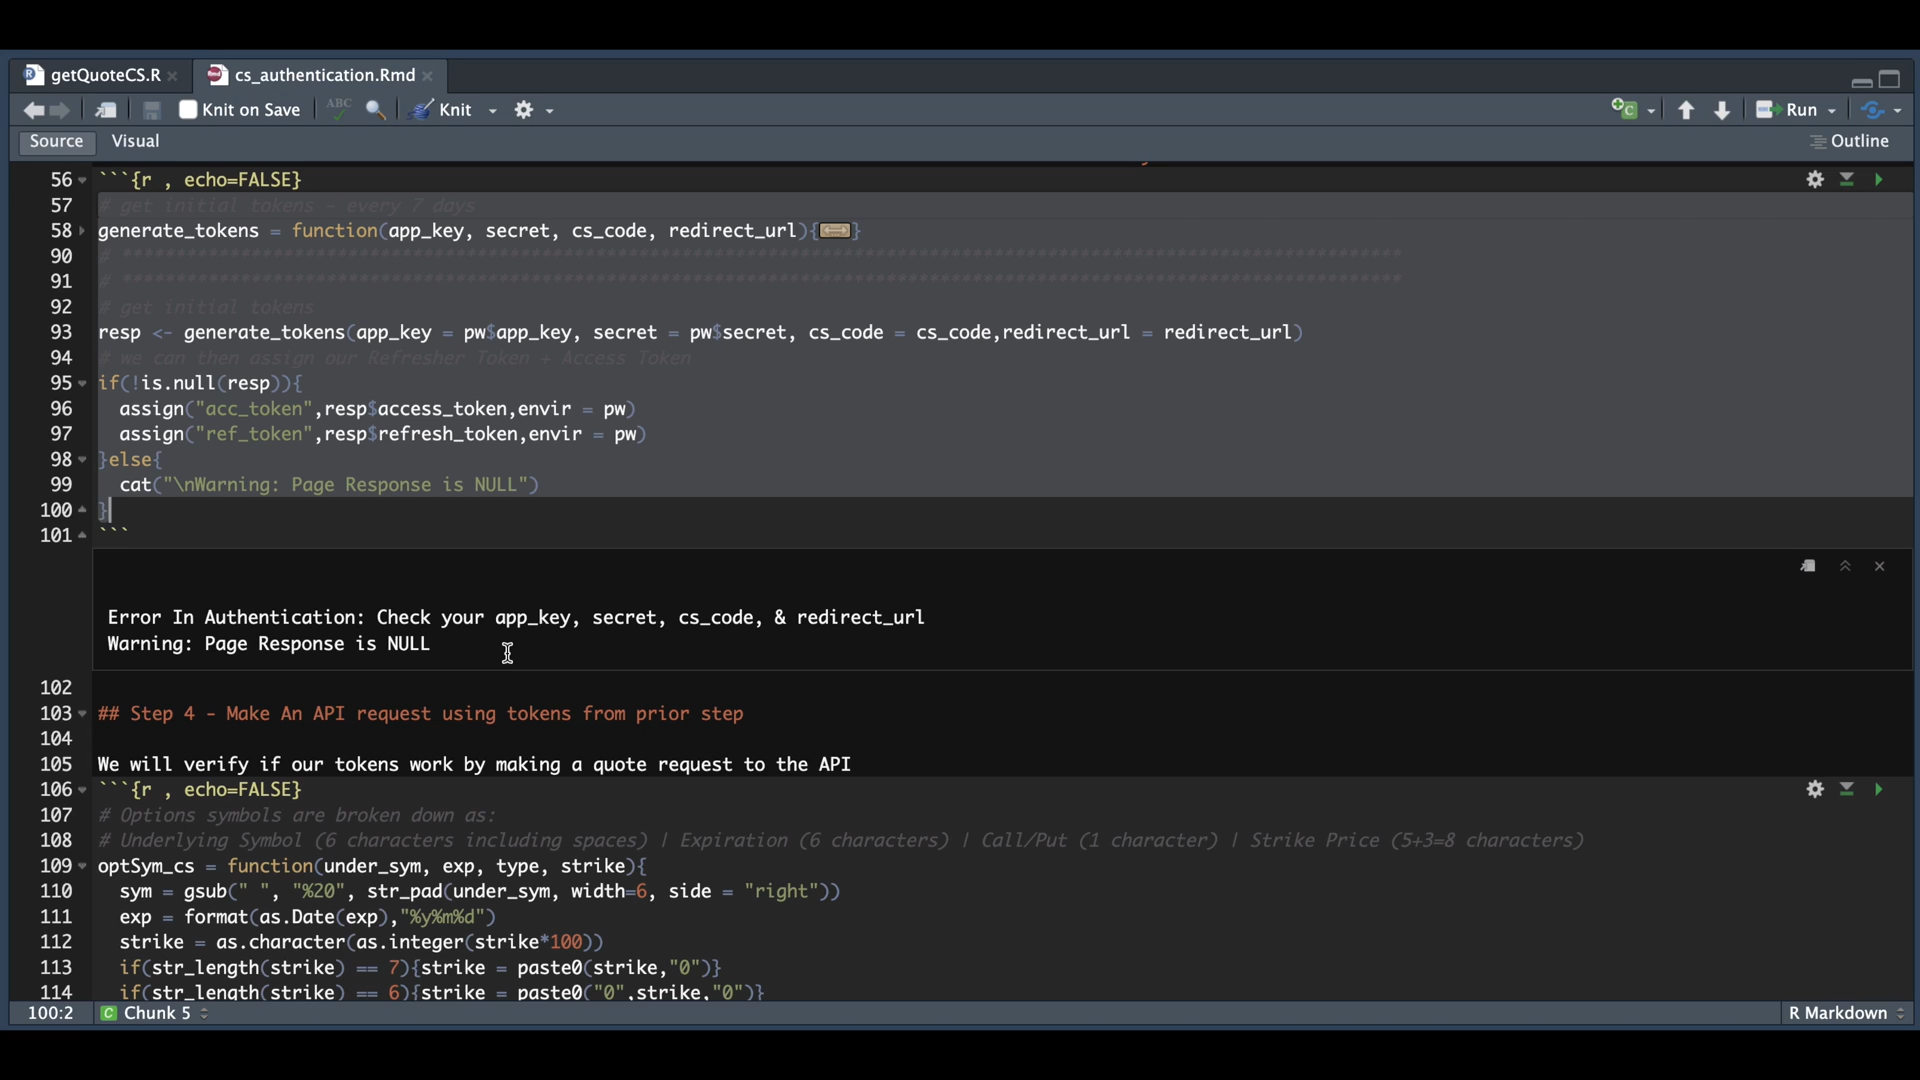 getQuoteCS.R
cs_authentication.Rmd
Knit on Save
ABC
Knit
Run
Source
Visual
Outline
56 ```{r , echo=FALSE}
57 # get initial tokens - every 7 days
58 generate_tokens = function(app_key, secret, cs_code, redirect_url){}
90 # ***********************************************************************************************************************
91 # ***********************************************************************************************************************
92 # get initial tokens
93 resp <- generate_tokens(app_key = pw$app_key, secret = pw$secret, cs_code = cs_code,redirect_url = redirect_url)
94 # we can then assign our Refresher Token + Access Token
95 if(!is.null(resp)){
96   assign("acc_token",resp$access_token,envir = pw)
97   assign("ref_token",resp$refresh_token,envir = pw)
98 }else{
99   cat("\nWarning: Page Response is NULL")
100 }
101 ```
Error In Authentication: Check your app_key, secret, cs_code, & redirect_url
Warning: Page Response is NULL
102
103 ## Step 4 - Make An API request using tokens from prior step
104
105 We will verify if our tokens work by making a quote request to the API
106 ```{r , echo=FALSE}
107 # Options symbols are broken down as:
108 # Underlying Symbol (6 characters including spaces) | Expiration (6 characters) | Call/Put (1 character) | Strike Price (5+3=8 characters)
109 optSym_cs = function(under_sym, exp, type, strike){
110   sym = gsub(" ", "%20", str_pad(under_sym, width=6, side = "right"))
111   exp = format(as.Date(exp),"%y%m%d")
112   strike = as.character(as.integer(strike*100))
113   if(str_length(strike) == 7){strike = paste0(strike,"0")}
114   if(str_length(strike) == 6){strike = paste0("0",strike,"0")}
100:2
C Chunk 5
R Markdown